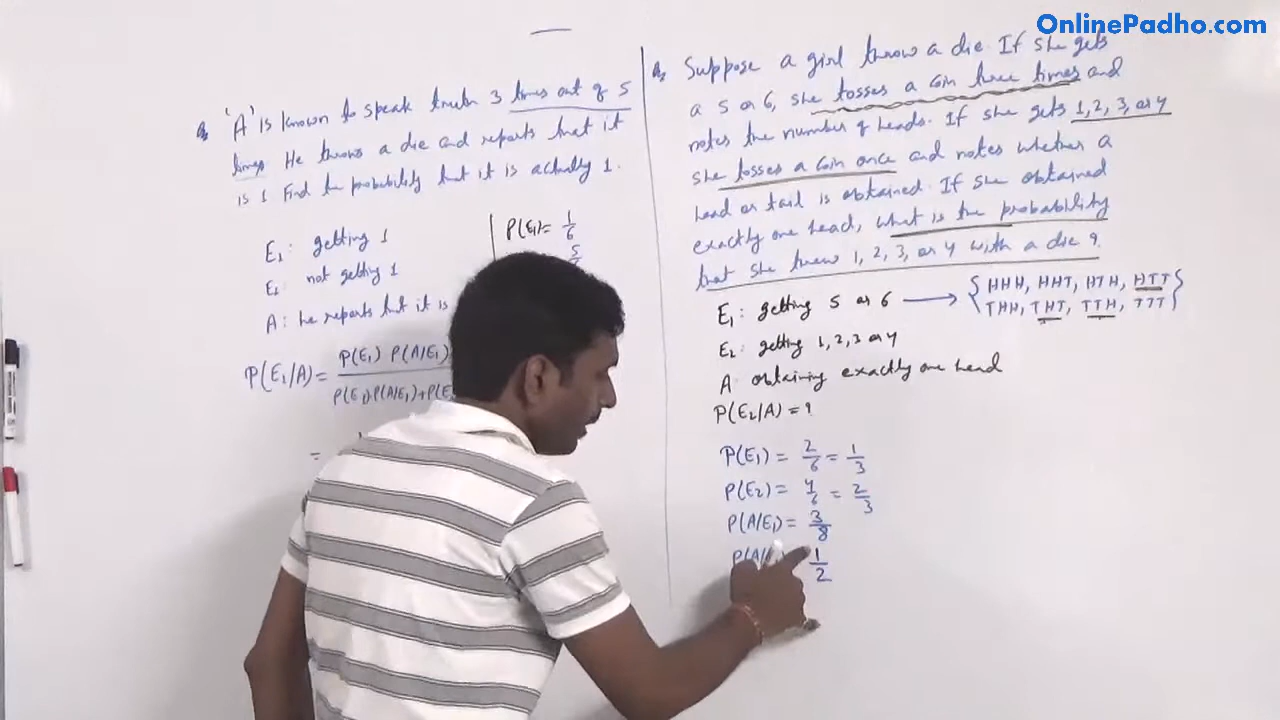 OnlinePadho.com
Q 'A' is known to speak truth 3 times out of 5
times. He throws a die and reports that it
is 1 Find the probability that it is actually 1.
E₁: getting 1
E₂ not getting 1
A: he reports that it is
P(E₁/A) = P(E₁) P(A/E₁) / P(E₁) P(A/E₁)+P(E
=
P(E₁) = 1/6
5
Q Suppose a girl throw a die. If she gets
a 5 or 6, she tosses a coin three times and
notes the number of heads. If she gets 1,2,3, or 4
she tosses a coin once and notes whether a
head or tail is obtained. If she obtained
exactly one head, what is the probability
that she threw 1, 2, 3, or 4 with a die ?
E₁: getting 5 or 6 → {HHH, HHT, HTH, HTT
THH, THT, TTH, TTT}
E₂: getting 1,2,3 or 4
A: obtaining exactly one head
P(E₂/A) = ?
P(E₁) = 2/6 = 1/3
P(E₂) = 4/6 = 2/3
P(A/E₁) = 3/8
P(A/ 1/2